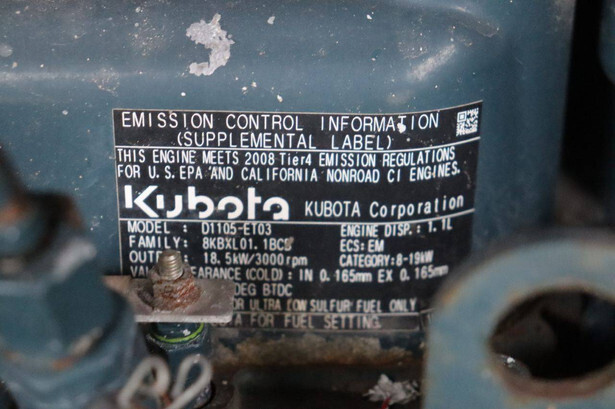 EMISSION CONTROL INFORMATION
(SUPPLEMENTAL LABEL)
THIS ENGINE MEETS 2008 Tier4 EMISSION REGULATIONS
FOR U.S. EPA AND CALIFORNIA NONROAD CI ENGINES.
Kubota KUBOTA Corporation
MODEL : D1105-ET03 ENGINE DISP.: 1.1L
FAMILY: 8KBXL01.1BCD ECS: EM
OUTP : 18.5kW/3000rpm CATEGORY: 8-19kW
VAL EARANCE (COLD) : IN 0.165mm EX 0.165mm
DEG BTDC
OR ULTRA LOW SULFUR FUEL ONLY
FOR FUEL SETTING.